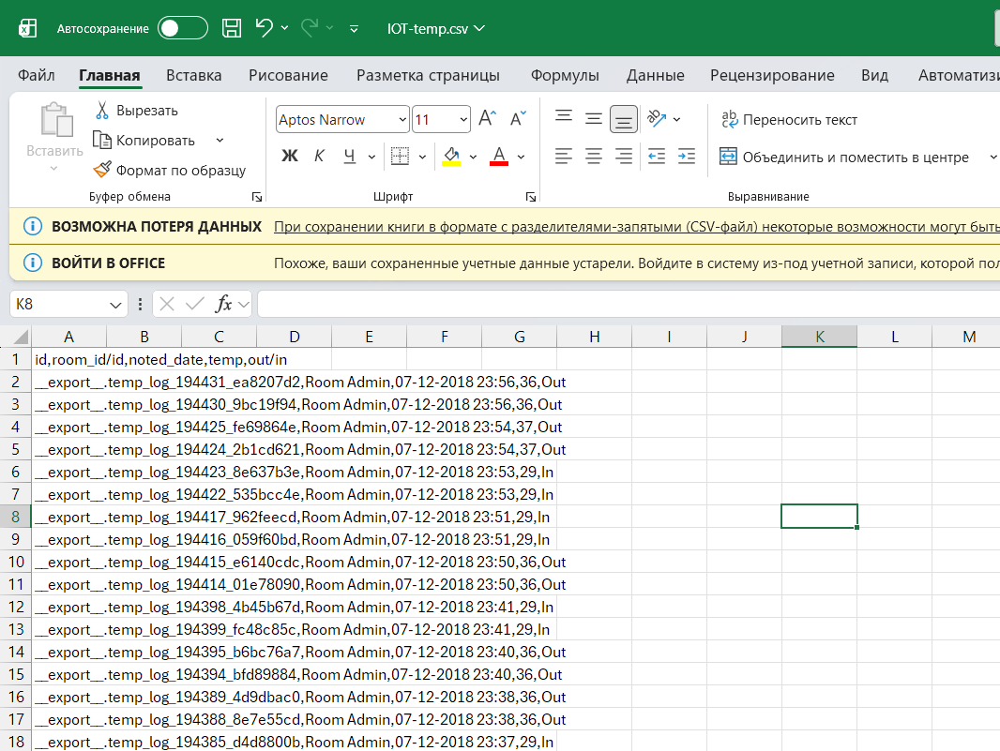 Автосохранение IOT-temp.csv
Файл Главная Вставка Рисование Разметка страницы Формулы Данные Рецензирование Вид Автоматизи
Вставить
Вырезать
Копировать
Формат по образцу
Буфер обмена
Aptos Narrow 11
Ж К Ч
Шрифт
Переносить текст
Объединить и поместить в центре
Выравнивание
ВОЗМОЖНА ПОТЕРЯ ДАННЫХ При сохранении книги в формате с разделителями-запятыми (CSV-файл) некоторые возможности могут быть
ВОЙТИ В OFFICE Похоже, ваши сохраненные учетные данные устарели. Войдите в систему из-под учетной записи, которой пол
K8 fx
A B C D E F G H I J K L M
1 id,room_id/id,noted_date,temp,out/in
2 __export__.temp_log_194431_ea8207d2,Room Admin,07-12-2018 23:56,36,Out
3 __export__.temp_log_194430_9bc19f94,Room Admin,07-12-2018 23:56,36,Out
4 __export__.temp_log_194425_fe69864e,Room Admin,07-12-2018 23:54,37,Out
5 __export__.temp_log_194424_2b1cd621,Room Admin,07-12-2018 23:54,37,Out
6 __export__.temp_log_194423_8e637b3e,Room Admin,07-12-2018 23:53,29,In
7 __export__.temp_log_194422_535bcc4e,Room Admin,07-12-2018 23:53,29,In
8 __export__.temp_log_194417_962feecd,Room Admin,07-12-2018 23:51,29,In
9 __export__.temp_log_194416_059f60bd,Room Admin,07-12-2018 23:51,29,In
10 __export__.temp_log_194415_e6140cdc,Room Admin,07-12-2018 23:50,36,Out
11 __export__.temp_log_194414_01e78090,Room Admin,07-12-2018 23:50,36,Out
12 __export__.temp_log_194398_4b45b67d,Room Admin,07-12-2018 23:41,29,In
13 __export__.temp_log_194399_fc48c85c,Room Admin,07-12-2018 23:41,29,In
14 __export__.temp_log_194395_b6bc76a7,Room Admin,07-12-2018 23:40,36,Out
15 __export__.temp_log_194394_bfd89884,Room Admin,07-12-2018 23:40,36,Out
16 __export__.temp_log_194389_4d9dbac0,Room Admin,07-12-2018 23:38,36,Out
17 __export__.temp_log_194388_8e7e55cd,Room Admin,07-12-2018 23:38,36,Out
18 __export__.temp_log_194385_d4d8800b,Room Admin,07-12-2018 23:37,29,In